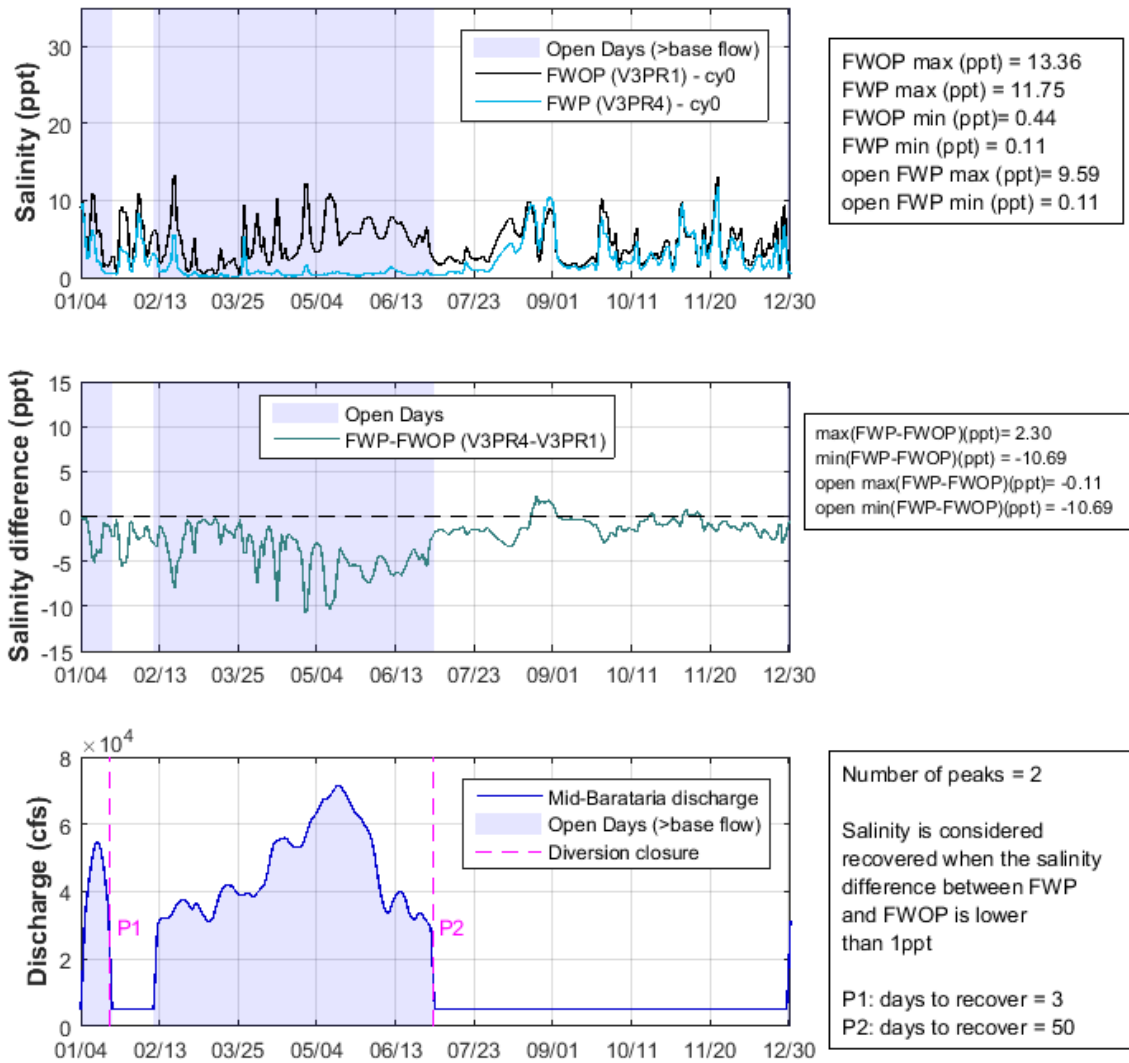 Salinity (ppt)
30
20
10
0
Open Days (>base flow)
FWOP (V3PR1) - cy0
FWP (V3PR4) - cy0
01/04 02/13 03/25 05/04 06/13 07/23 09/01 10/11 11/20 12/30
FWOP max (ppt) = 13.36
FWP max (ppt) = 11.75
FWOP min (ppt)= 0.44
FWP min (ppt) = 0.11
open FWP max (ppt)= 9.59
open FWP min (ppt) = 0.11
Salinity difference (ppt)
15
10
5
0
-5
-10
-15
Open Days
FWP-FWOP (V3PR4-V3PR1)
01/04 02/13 03/25 05/04 06/13 07/23 09/01 10/11 11/20 12/30
max(FWP-FWOP)(ppt)= 2.30
min(FWP-FWOP)(ppt) = -10.69
open max(FWP-FWOP)(ppt)= -0.11
open min(FWP-FWOP)(ppt) = -10.69
Discharge (cfs)
×10⁴
8
6
4
2
0
Mid-Barataria discharge
Open Days (>base flow)
Diversion closure
P1
P2
01/04 02/13 03/25 05/04 06/13 07/23 09/01 10/11 11/20 12/30
Number of peaks = 2
Salinity is considered
recovered when the salinity
difference between FWP
and FWOP is lower
than 1ppt
P1: days to recover = 3
P2: days to recover = 50